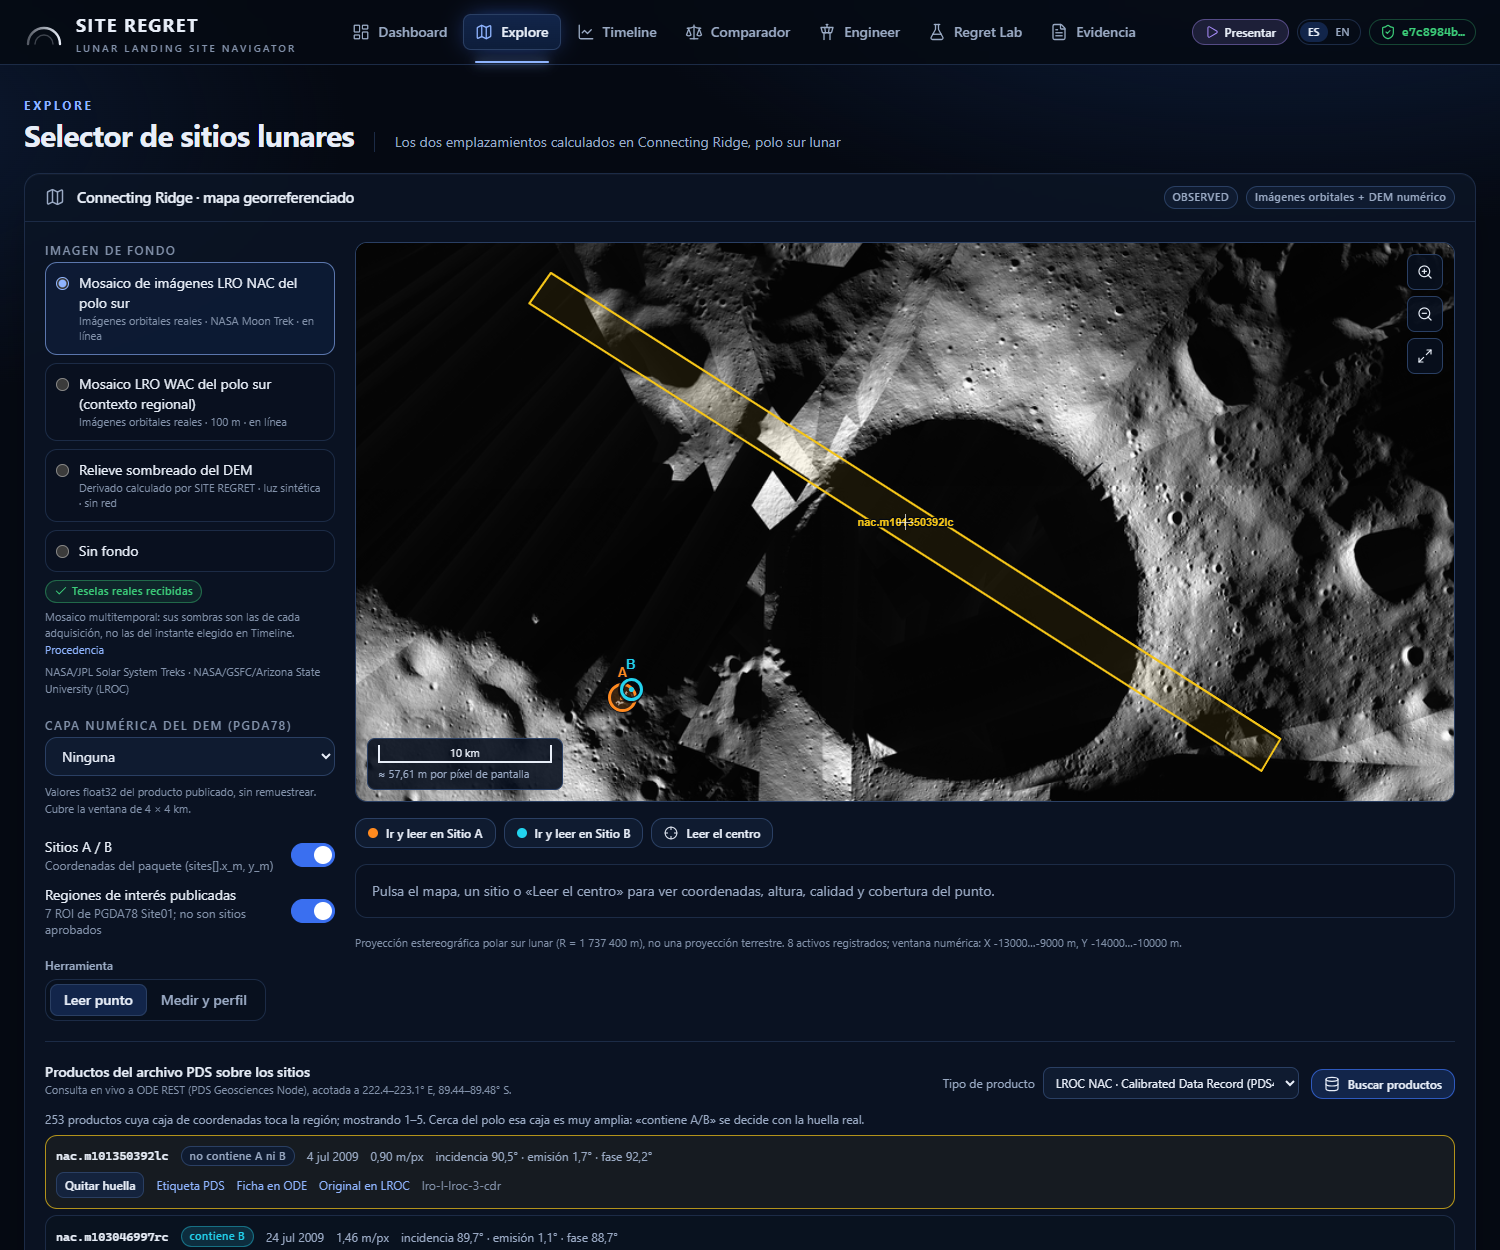 SITE REGRET
LUNAR LANDING SITE NAVIGATOR
Dashboard
Explore
Timeline
Comparador
Engineer
Regret Lab
Evidencia
Presentar
ES EN
e7c8984b…
EXPLORE
Selector de sitios lunares
Los dos emplazamientos calculados en Connecting Ridge, polo sur lunar
Connecting Ridge · mapa georreferenciado
OBSERVED
Imágenes orbitales + DEM numérico
IMAGEN DE FONDO
Mosaico de imágenes LRO NAC del
polo sur
Imágenes orbitales reales · NASA Moon Trek · en
línea
Mosaico LRO WAC del polo sur
(contexto regional)
Imágenes orbitales reales · 100 m · en línea
Relieve sombreado del DEM
Derivado calculado por SITE REGRET · luz sintética
· sin red
Sin fondo
Teselas reales recibidas
Mosaico multitemporal: sus sombras son las de cada
adquisición, no las del instante elegido en Timeline.
Procedencia
NASA/JPL Solar System Treks · NASA/GSFC/Arizona State
University (LROC)
CAPA NUMÉRICA DEL DEM (PGDA78)
Ninguna
Valores float32 del producto publicado, sin remuestrear.
Cubre la ventana de 4 × 4 km.
Sitios A / B
Coordenadas del paquete (sites[].x_m, y_m)
Regiones de interés publicadas
7 ROI de PGDA78 Site01; no son sitios
aprobados
Herramienta
Leer punto
Medir y perfil
nac.m101350392lc
B
A
10 km
≈ 57,61 m por píxel de pantalla
Ir y leer en Sitio A
Ir y leer en Sitio B
Leer el centro
Pulsa el mapa, un sitio o «Leer el centro» para ver coordenadas, altura, calidad y cobertura del punto.
Proyección estereográfica polar sur lunar (R = 1 737 400 m), no una proyección terrestre. 8 activos registrados; ventana numérica: X -13000…-9000 m, Y -14000…-10000 m.
Productos del archivo PDS sobre los sitios
Consulta en vivo a ODE REST (PDS Geosciences Node), acotada a 222.4–223.1° E, 89.44–89.48° S.
Tipo de producto
LROC NAC · Calibrated Data Record (PDS4
Buscar productos
253 productos cuya caja de coordenadas toca la región; mostrando 1–5. Cerca del polo esa caja es muy amplia: «contiene A/B» se decide con la huella real.
nac.m101350392lc no contiene A ni B 4 jul 2009 0,90 m/px incidencia 90,5° · emisión 1,7° · fase 92,2°
Quitar huella Etiqueta PDS Ficha en ODE Original en LROC lro-l-lroc-3-cdr
nac.m103046997rc contiene B 24 jul 2009 1,46 m/px incidencia 89,7° · emisión 1,1° · fase 88,7°